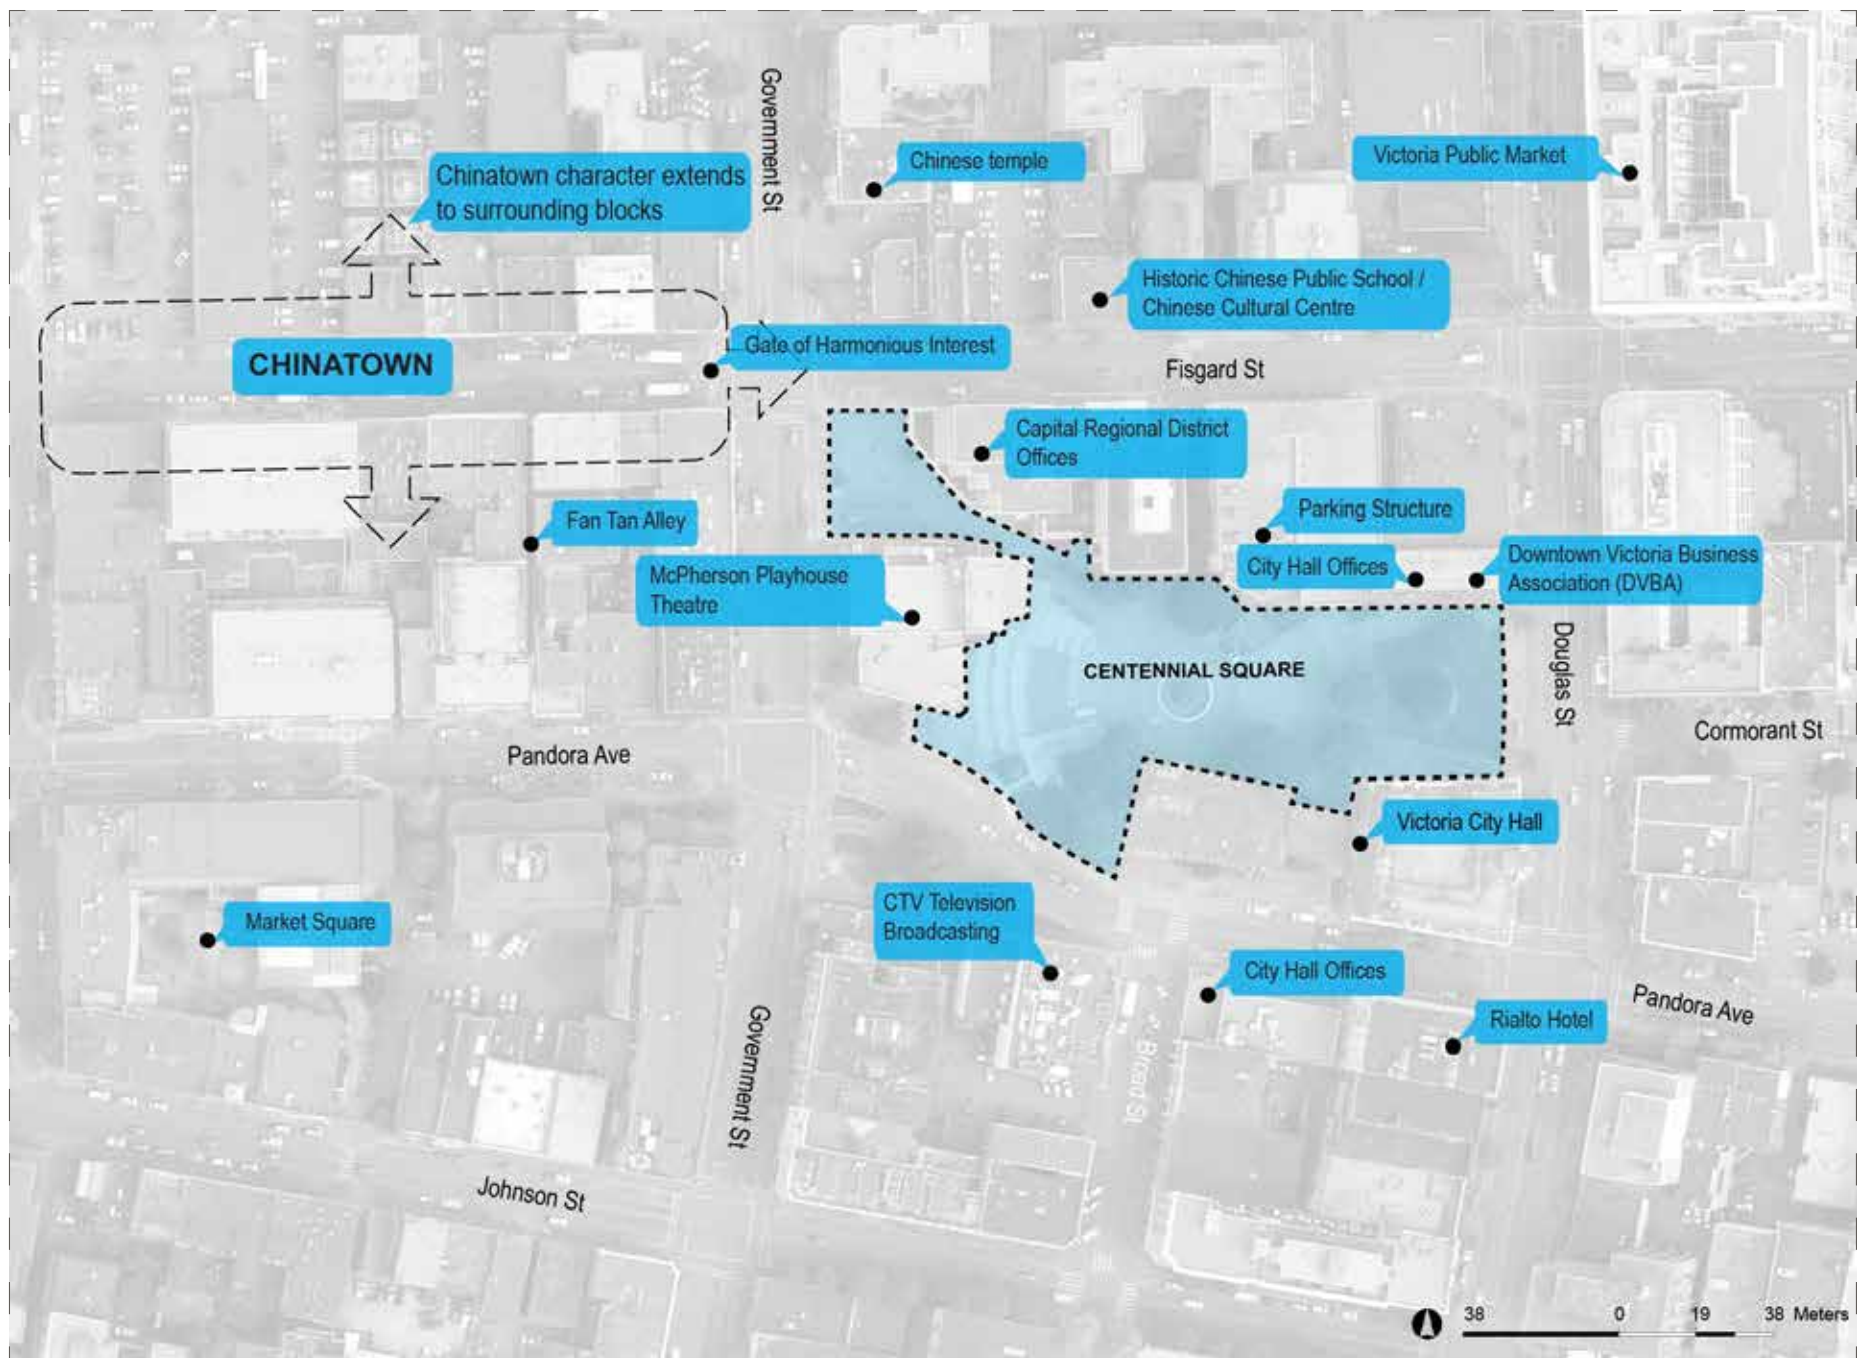 Government St
Chinese temple
Victoria Public Market
Chinatown character extends
to surrounding blocks
Historic Chinese Public School /
Chinese Cultural Centre
Gate of Harmonious Interest
CHINATOWN
Fisgard St
Capital Regional District
Offices
Parking Structure
Fan Tan Alley
City Hall Offices
Downtown Victoria Business
Association (DVBA)
McPherson Playhouse
Theatre
CENTENNIAL SQUARE
Douglas St
Cormorant St
Pandora Ave
Victoria City Hall
CTV Television
Broadcasting
Market Square
City Hall Offices
Pandora Ave
Rialto Hotel
Government St
Broad St
Johnson St
38 0 19 38 Meters